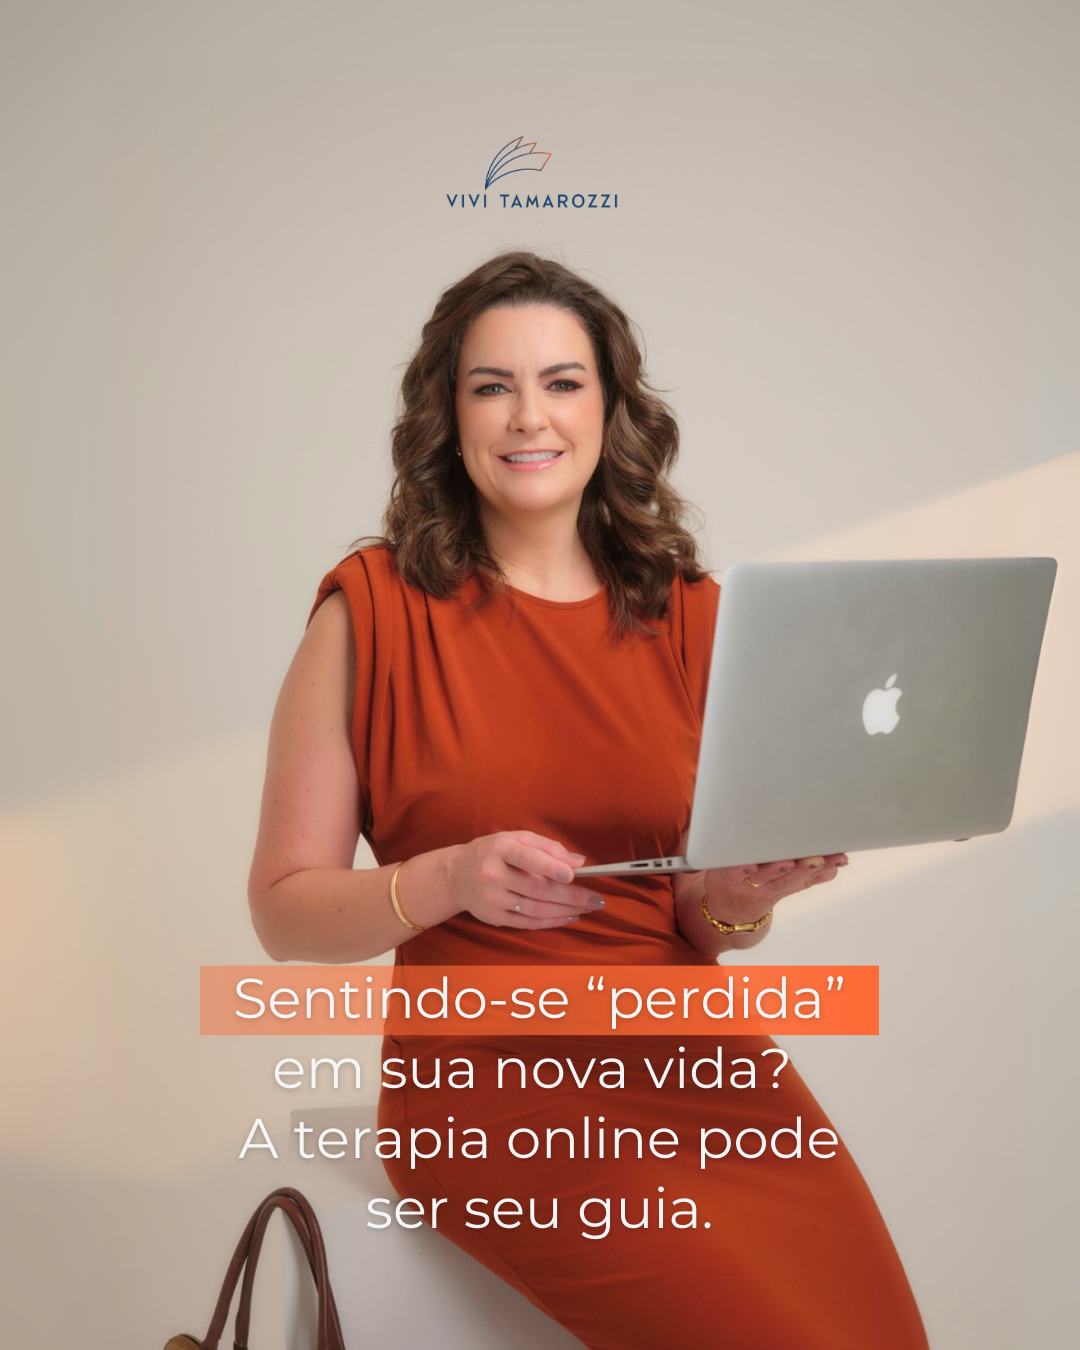 VIVI TAMAROZZI
Sentindo-se “perdida”
em sua nova vida?
A terapia online pode
ser seu guia.